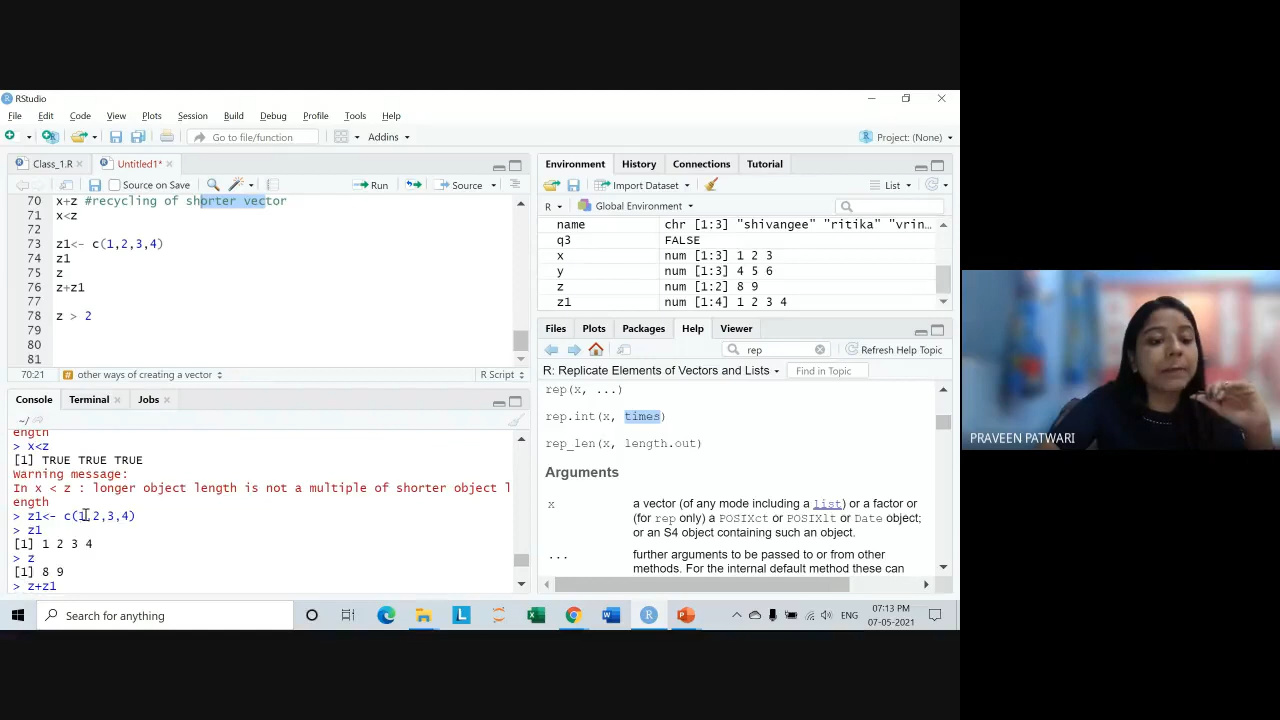 RStudio
File Edit Code View Plots Session Build Debug Profile Tools Help
Go to file/function Addins Project: (None)
Class_1.R Untitled1*
Source on Save Run Source
70 x+z #recycling of shorter vector
71 x<z
72
73 z1<- c(1,2,3,4)
74 z1
75 z
76 z+z1
77
78 z > 2
79
80
81
70:21 other ways of creating a vector R Script
Console Terminal Jobs
~/
ength
> x<z
[1] TRUE TRUE TRUE
Warning message:
In x < z : longer object length is not a multiple of shorter object l
ength
> z1<- c(1,2,3,4)
> z1
[1] 1 2 3 4
> z
[1] 8 9
> z+z1
Environment History Connections Tutorial
Import Dataset List
R Global Environment
name chr [1:3] "shivangee" "ritika" "vrin…
q3 FALSE
x num [1:3] 1 2 3
y num [1:3] 4 5 6
z num [1:2] 8 9
z1 num [1:4] 1 2 3 4
Files Plots Packages Help Viewer
rep Refresh Help Topic
R: Replicate Elements of Vectors and Lists Find in Topic
rep(x, ...)
rep.int(x, times)
rep_len(x, length.out)
Arguments
x a vector (of any mode including a list) or a factor or
(for rep only) a POSIXct or POSIXlt or Date object;
or an S4 object containing such an object.
... further arguments to be passed to or from other
methods. For the internal default method these can
PRAVEEN PATWARI
Search for anything
ENG
07:13 PM
07-05-2021